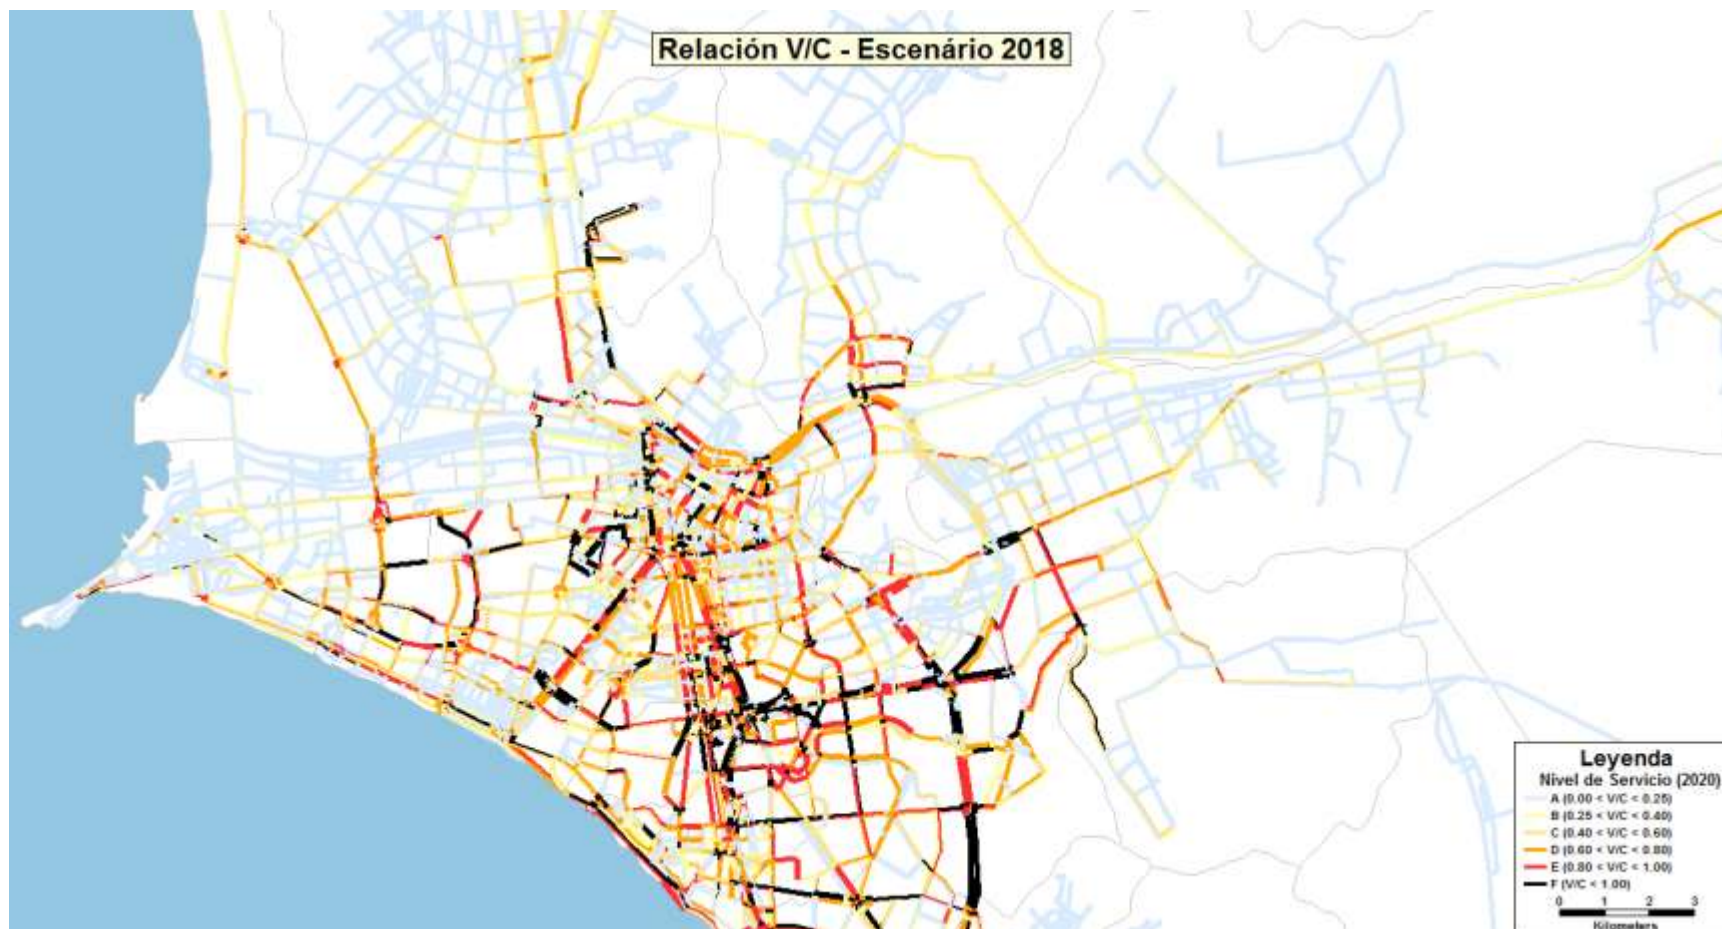 Relación V/C - Escenário 2018
Leyenda
Nivel de Servicio (2020)
A (0.00 < V/C < 0.25)
B (0.25 < V/C < 0.40)
C (0.40 < V/C < 0.60)
D (0.60 < V/C < 0.80)
E (0.80 < V/C < 1.00)
F (V/C < 1.00)
0 1 2 3
Kilometers